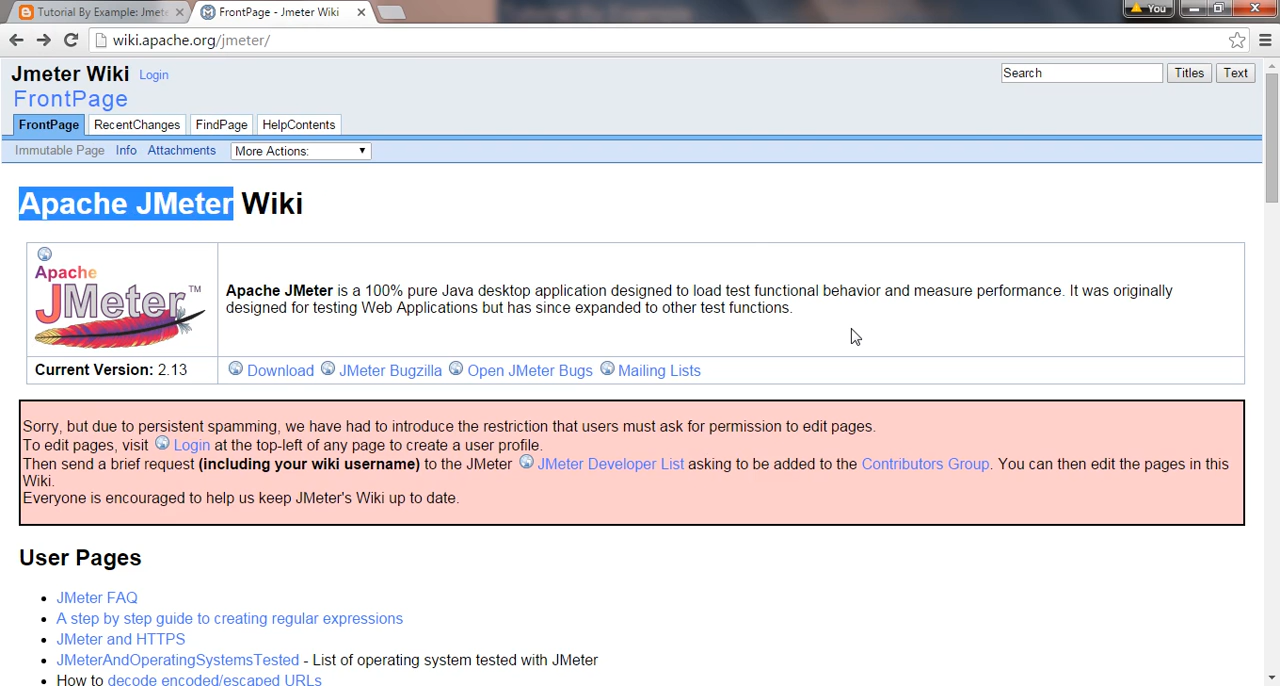 Tutorial By Example: Jmete
FrontPage - Jmeter Wiki
You
wiki.apache.org/jmeter/
Jmeter Wiki Login
Search Titles Text
FrontPage
FrontPage RecentChanges FindPage HelpContents
Immutable Page Info Attachments More Actions:
Apache JMeter Wiki
Apache
JMeter™
Apache JMeter is a 100% pure Java desktop application designed to load test functional behavior and measure performance. It was originally
designed for testing Web Applications but has since expanded to other test functions.
Current Version: 2.13 Download JMeter Bugzilla Open JMeter Bugs Mailing Lists
Sorry, but due to persistent spamming, we have had to introduce the restriction that users must ask for permission to edit pages.
To edit pages, visit Login at the top-left of any page to create a user profile.
Then send a brief request (including your wiki username) to the JMeter JMeter Developer List asking to be added to the Contributors Group. You can then edit the pages in this
Wiki.
Everyone is encouraged to help us keep JMeter's Wiki up to date.
User Pages
JMeter FAQ
A step by step guide to creating regular expressions
JMeter and HTTPS
JMeterAndOperatingSystemsTested - List of operating system tested with JMeter
How to decode encoded/escaped URLs